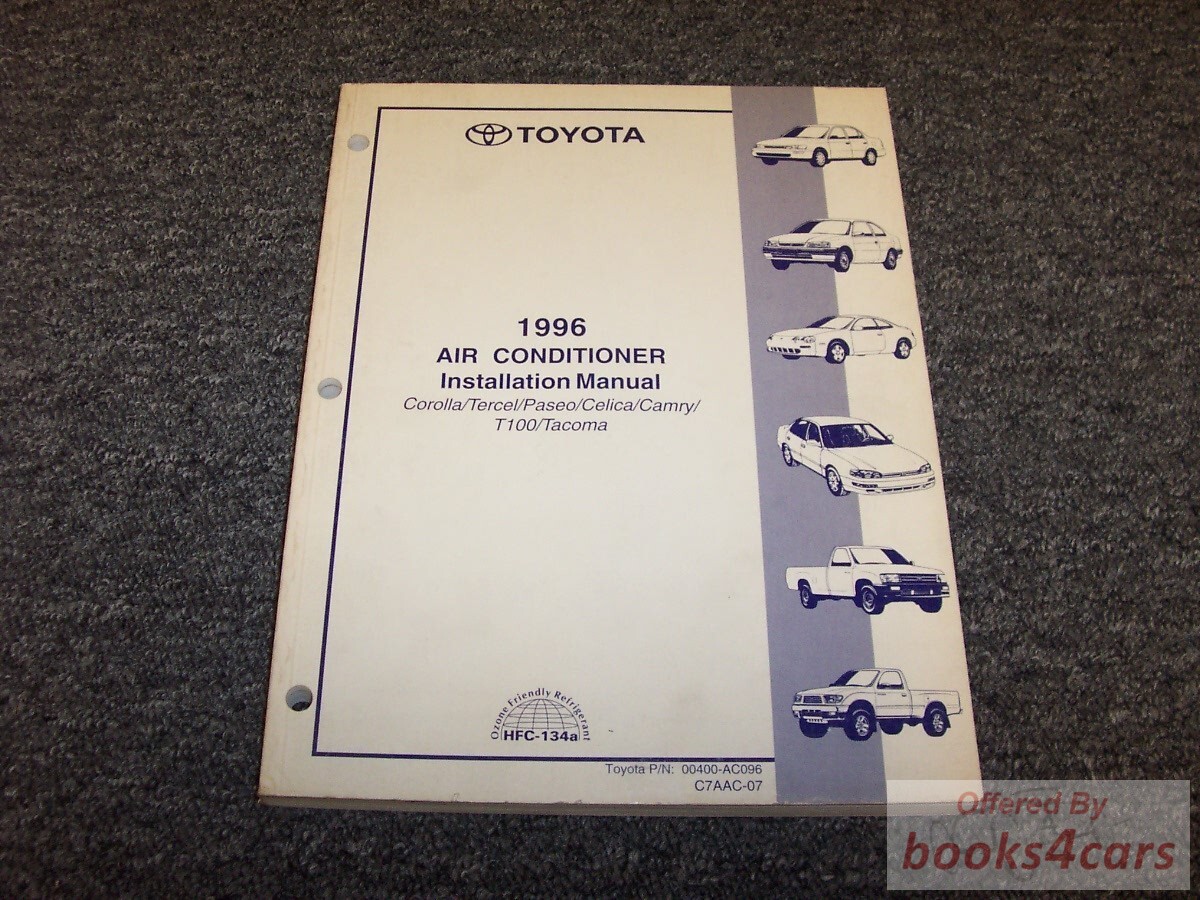 TOYOTA
1996
AIR CONDITIONER
Installation Manual
Corolla/Tercel/Paseo/Celica/Camry/
T100/Tacoma
Ozone Friendly Refrigerant
HFC-134a
Toyota P/N: 00400-AC096
C7AAC-07
Offered By
books4cars